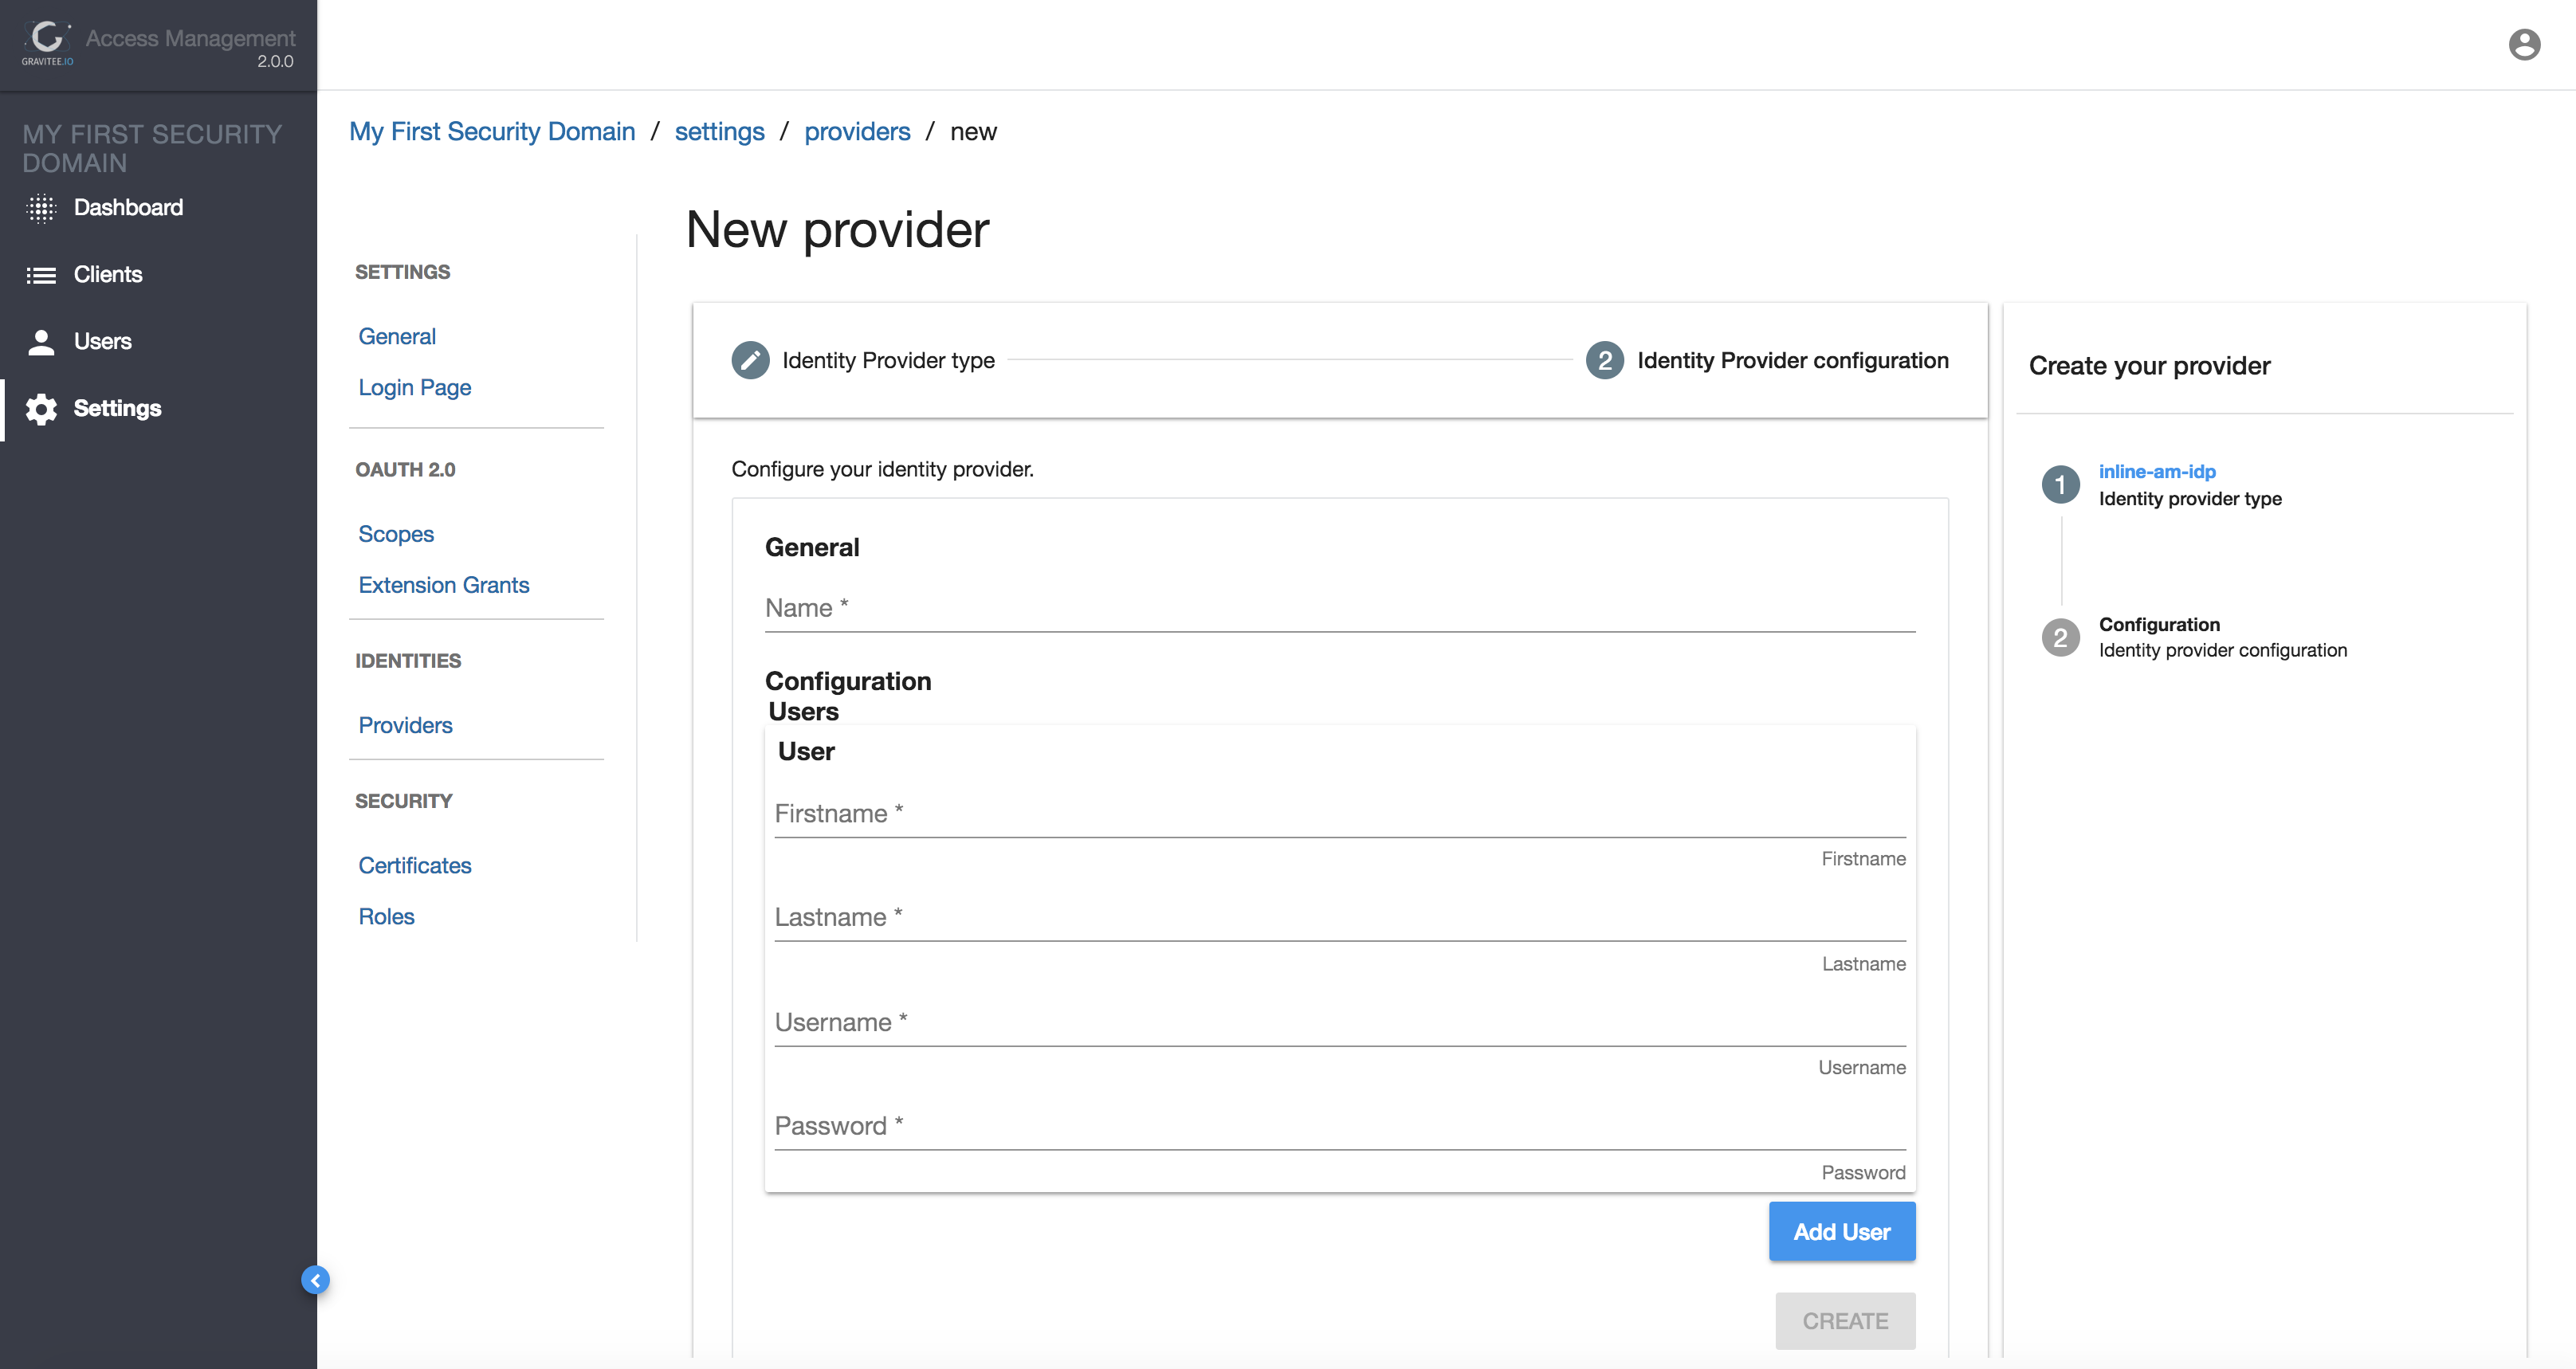 GRAVITEE.IO
Access Management
2.0.0
MY FIRST SECURITY
DOMAIN
Dashboard
Clients
Users
Settings
My First Security Domain / settings / providers / new
SETTINGS
General
Login Page
OAUTH 2.0
Scopes
Extension Grants
IDENTITIES
Providers
SECURITY
Certificates
Roles
New provider
Identity Provider type
2 Identity Provider configuration
Configure your identity provider.
General
Name *
Configuration
Users
User
Firstname *
Firstname
Lastname *
Lastname
Username *
Username
Password *
Password
Add User
CREATE
Create your provider
1 inline-am-idp
Identity provider type
2 Configuration
Identity provider configuration